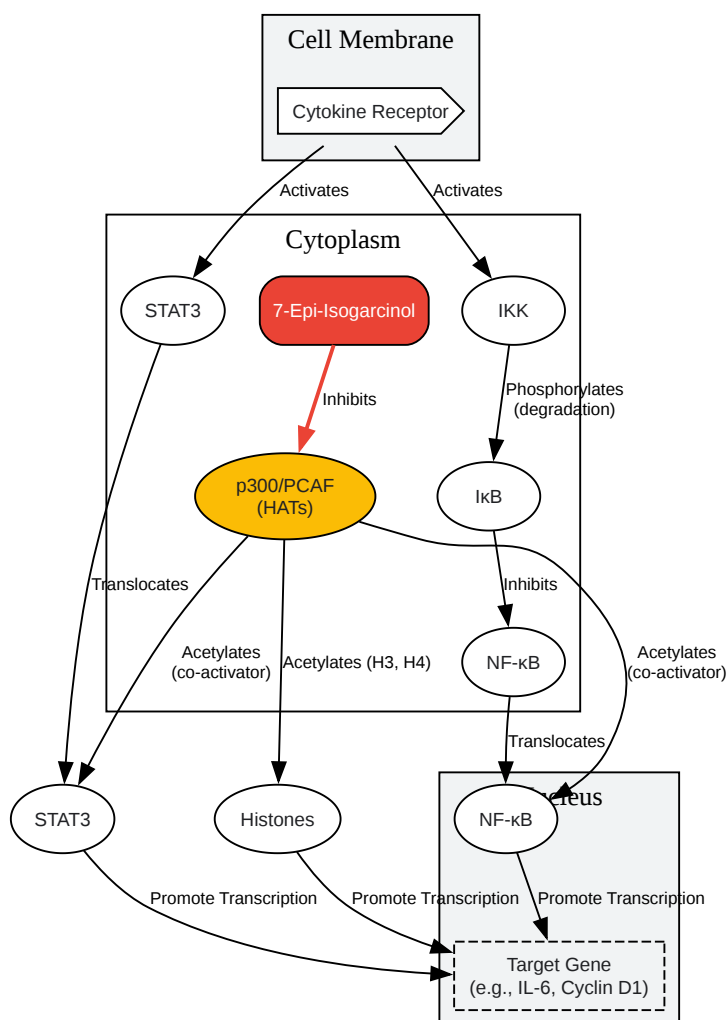 Cell Membrane
Cytokine Receptor
Activates
Activates
Cytoplasm
STAT3
7-Epi-Isogarcinol
IKK
Phosphorylates
(degradation)
Inhibits
p300/PCAF
(HATs)
IκB
Translocates
Inhibits
Acetylates
(co-activator)
Acetylates (H3, H4)
NF-κB
Acetylates
(co-activator)
Translocates
STAT3
Histones
NF-κB
Promote Transcription
Promote Transcription
Promote Transcription
Target Gene
(e.g., IL-6, Cyclin D1)